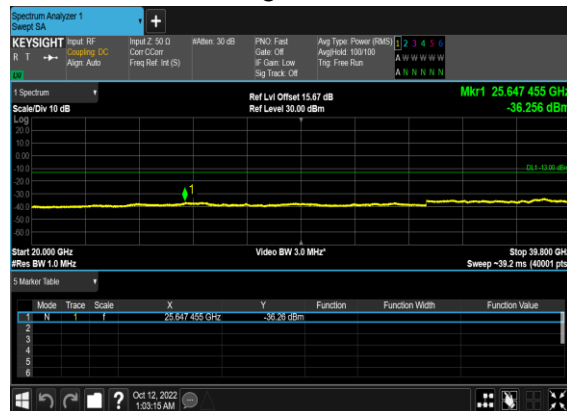 Spectrum Analyzer 1
Swept SA
KEYSIGHT Input: RF Input Z: 50 Ω #Atten: 30 dB PNO: Fast Avg Type: Power (RMS) 1 2 3 4 5 6
R T Coupling: DC Corr CCorr Gate: Off Avg|Hold: 100/100 A W W W W W
Align: Auto Freq Ref: Int (S) IF Gain: Low Trig: Free Run
Sig Track: Off A N N N N N
1 Spectrum Ref Lvl Offset 15.67 dB Mkr1 25.647 455 GHz
Scale/Div 10 dB Ref Level 30.00 dBm -36.256 dBm
Log
20.0
10.0
0.00
-10.0 DL1 -13.00 dBm
-20.0
-30.0 1
-40.0
-50.0
-60.0
Start 20.000 GHz Video BW 3.0 MHz* Stop 39.800 GHz
#Res BW 1.0 MHz Sweep ~39.2 ms (40001 pts)
5 Marker Table
Mode Trace Scale X Y Function Function Width Function Value
1 N 1 f 25.647 455 GHz -36.26 dBm
2
3
4
5
6
? Oct 12, 2022
1:03:15 AM